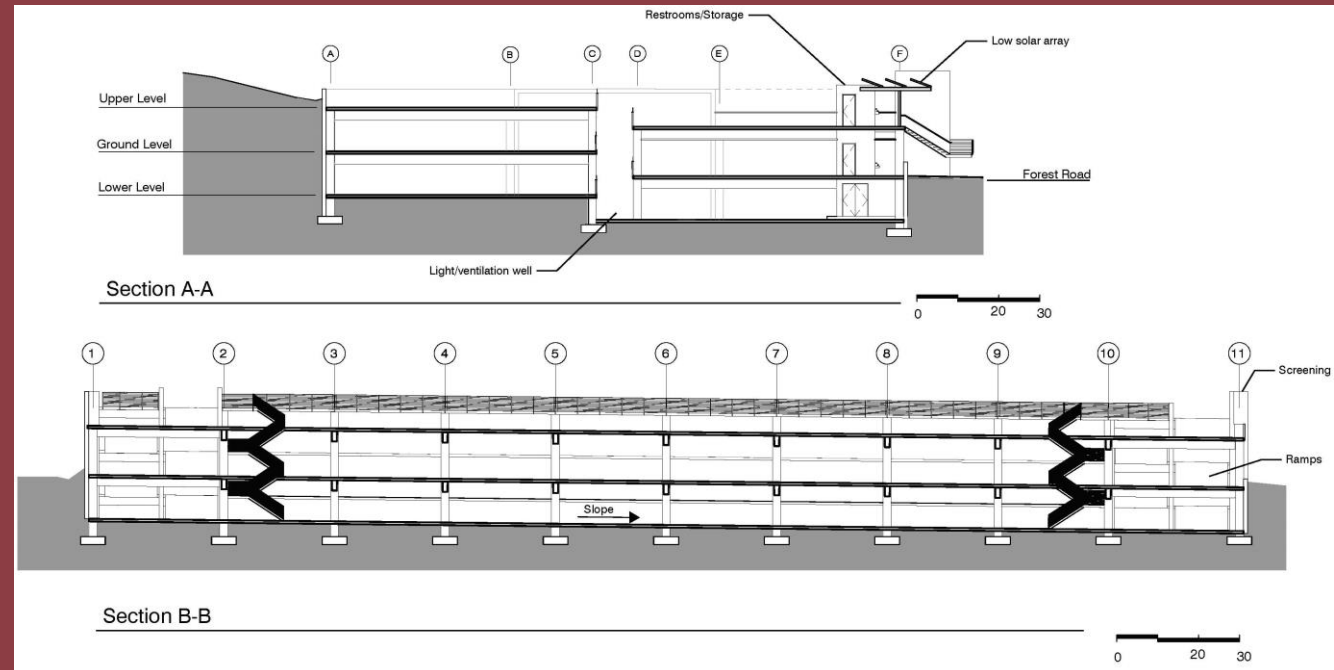 Restrooms/Storage
Low solar array
A
B
C
D
E
F
Upper Level
Ground Level
Lower Level
Forest Road
Light/ventilation well
Section A-A
0 20 30
1 2 3 4 5 6 7 8 9 10 11
Screening
Ramps
Slope
Section B-B
0 20 30